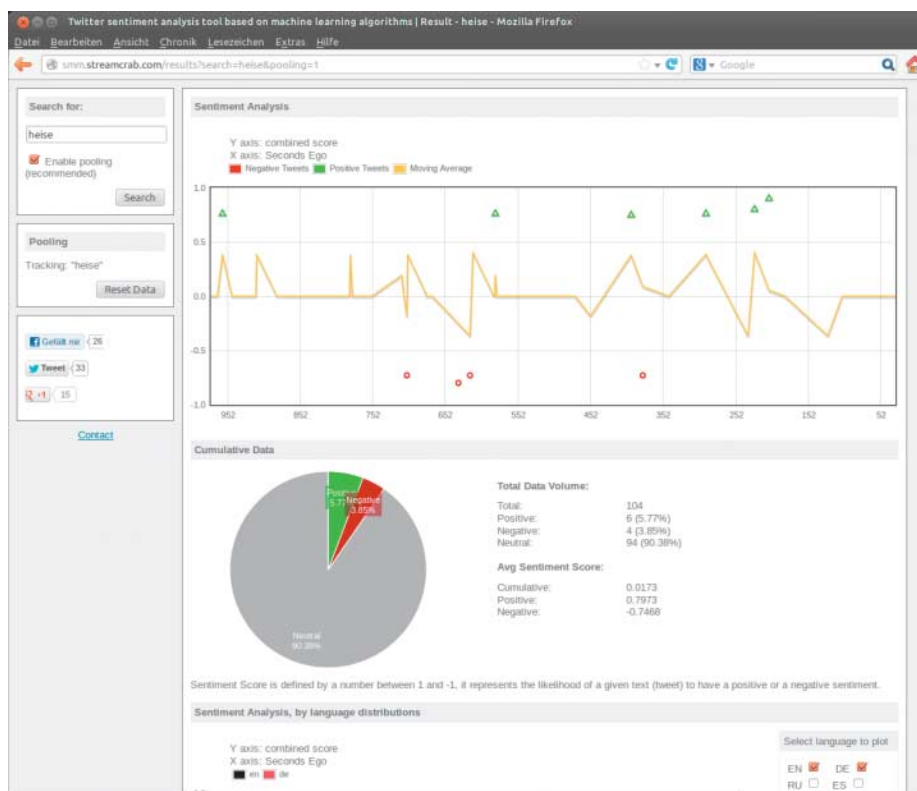 Twitter sentiment analysis tool based on machine learning algorithms | Result - heise - Mozilla Firefox
Datei Bearbeiten Ansicht Chronik Lesezeichen Extras Hilfe
smm.streamcrab.com/results?search=heise&pooling=1
Google
Search for:
heise
Enable pooling
(recommended)
Search
Pooling
Tracking: "heise"
Reset Data
Gefällt mir 26
Tweet 33
+1 15
Contact
Sentiment Analysis
Y axis: combined score
X axis: Seconds Ego
Negative Tweets Positive Tweets Moving Average
1.0
0.5
0.0
-0.5
-1.0
952 852 752 652 552 452 352 252 152 52
Cumulative Data
Negative
5.77
3.85%
Neutral
90.38%
Total Data Volume:
Total: 104
Positive: 6 (5.77%)
Negative: 4 (3.85%)
Neutral: 94 (90.38%)
Avg Sentiment Score:
Cumulative: 0.0173
Positive: 0.7973
Negative: -0.7468
Sentiment Score is defined by a number between 1 and -1, it represents the likelihood of a given text (tweet) to have a positive or a negative sentiment.
Sentiment Analysis, by language distributions
Y axis: combined score
X axis: Seconds Ego
en de
Select language to plot
EN DE
RU ES